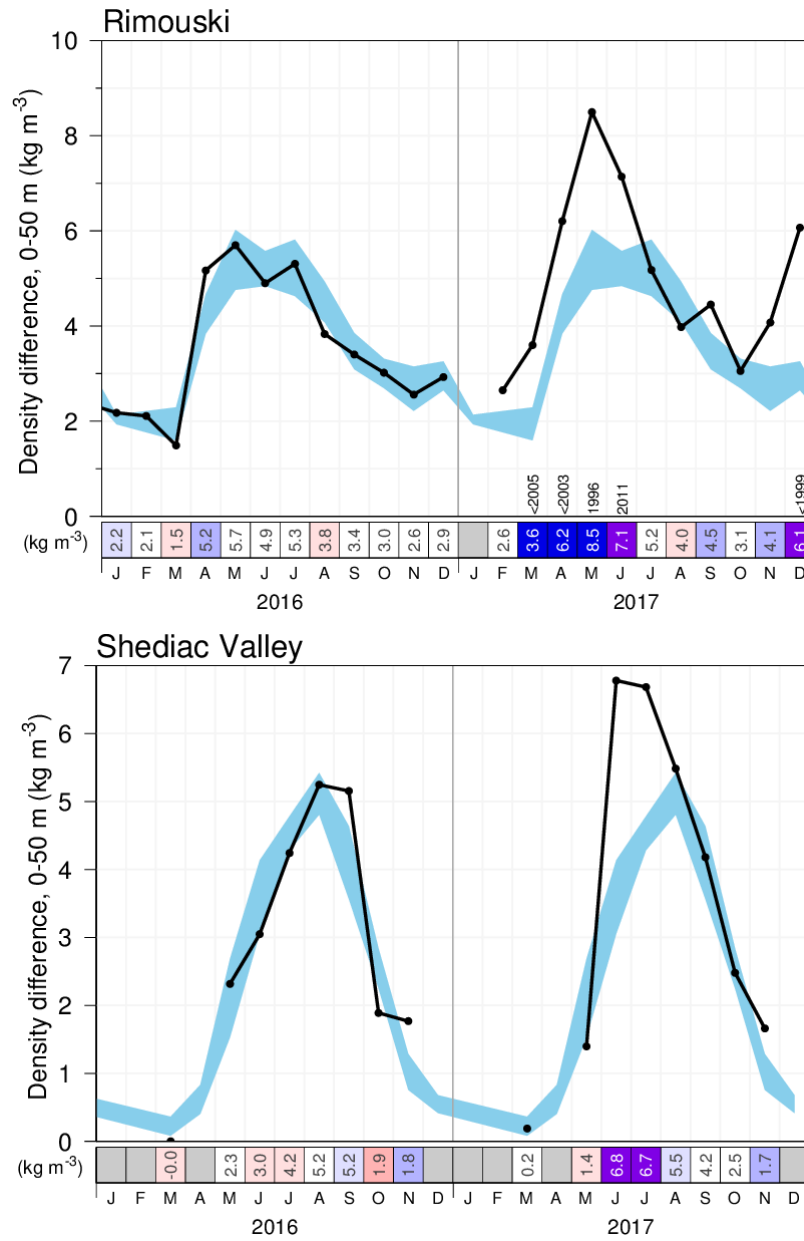 Rimouski
Density difference, 0-50 m (kg m-3)
10
8
6
4
2
0
<2005
<2003
1996
2011
<1999
(kg m-3)
2.2 2.1 1.5 5.2 5.7 4.9 5.3 3.8 3.4 3.0 2.6 2.9 2.6 3.6 6.2 8.5 7.1 5.2 4.0 4.5 3.1 4.1 6.1
J F M A M J J A S O N D J F M A M J J A S O N D
2016 2017
Shediac Valley
Density difference, 0-50 m (kg m-3)
7
6
5
4
3
2
1
0
(kg m-3)
-0.0 2.3 3.0 4.2 5.2 5.2 1.9 1.8 0.2 1.4 6.8 6.7 5.5 4.2 2.5 1.7
J F M A M J J A S O N D J F M A M J J A S O N D
2016 2017